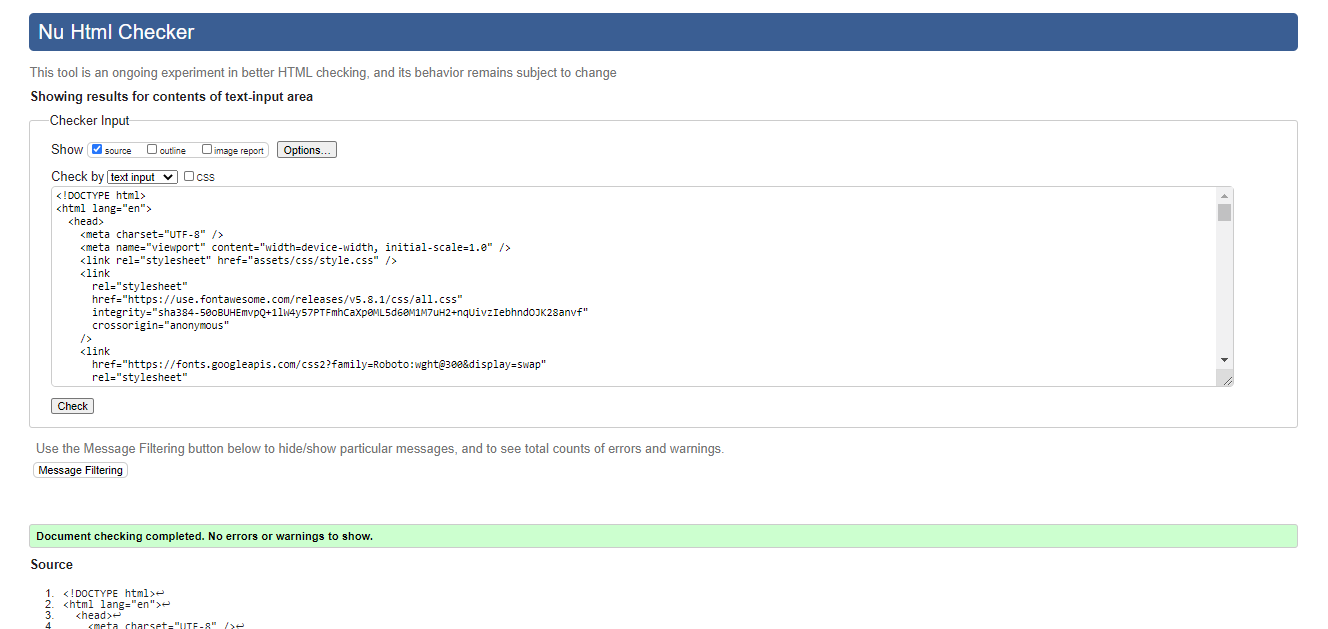 Nu Html Checker
This tool is an ongoing experiment in better HTML checking, and its behavior remains subject to change
Showing results for contents of text-input area
Checker Input
Show source outline image report Options...
Check by text input css
<!DOCTYPE html>
<html lang="en">
<head>
<meta charset="UTF-8" />
<meta name="viewport" content="width=device-width, initial-scale=1.0" />
<link rel="stylesheet" href="assets/css/style.css" />
<link
rel="stylesheet"
href="https://use.fontawesome.com/releases/v5.8.1/css/all.css"
integrity="sha384-50oBUHEmvpQ+1lW4y57PTFmhCaXp0ML5d60M1M7uH2+nqUivzIebhndOJK28anvf"
crossorigin="anonymous"
/>
<link
href="https://fonts.googleapis.com/css2?family=Roboto:wght@300&display=swap"
rel="stylesheet"
Check
Use the Message Filtering button below to hide/show particular messages, and to see total counts of errors and warnings.
Message Filtering
Document checking completed. No errors or warnings to show.
Source
1. <!DOCTYPE html>↩
2. <html lang="en">↩
3. <head>↩
4 <meta charset="UTF-8" />↩